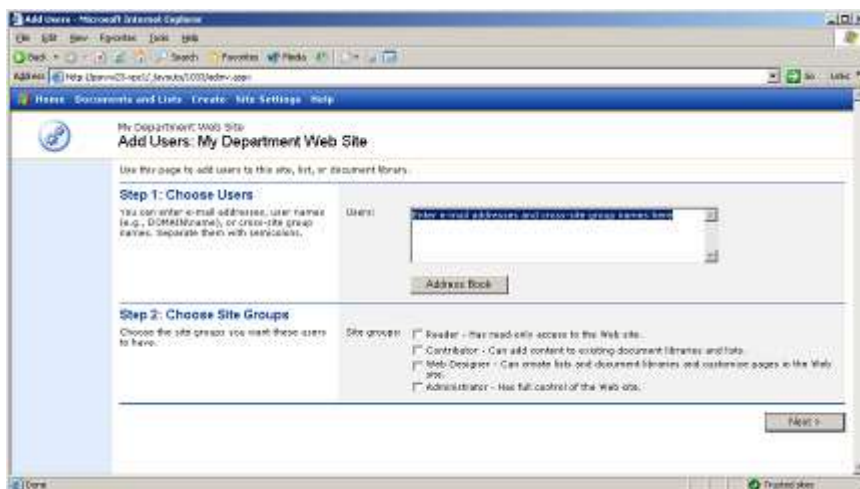 Add Users - Microsoft Internet Explorer
File Edit View Favorites Tools Help
Back Search Favorites Media
Address Go Links
Home Documents and Lists Create Site Settings Help
My Department Web Site
Add Users: My Department Web Site
Use this page to add users to this site, list, or document library.
Step 1: Choose Users
You can enter e-mail addresses, user names
(e.g., DOMAIN\name), or cross-site group
names. Separate them with semicolons.
Users:
Enter e-mail addresses and cross-site group names here
Address Book
Step 2: Choose Site Groups
Choose the site groups you want these users
to have.
Site groups:
Reader - Has read-only access to the Web site.
Contributor - Can add content to existing document libraries and lists.
Web Designer - Can create lists and document libraries and customize pages in the Web
site.
Administrator - Has full control of the Web site.
Next >
Done Trusted sites